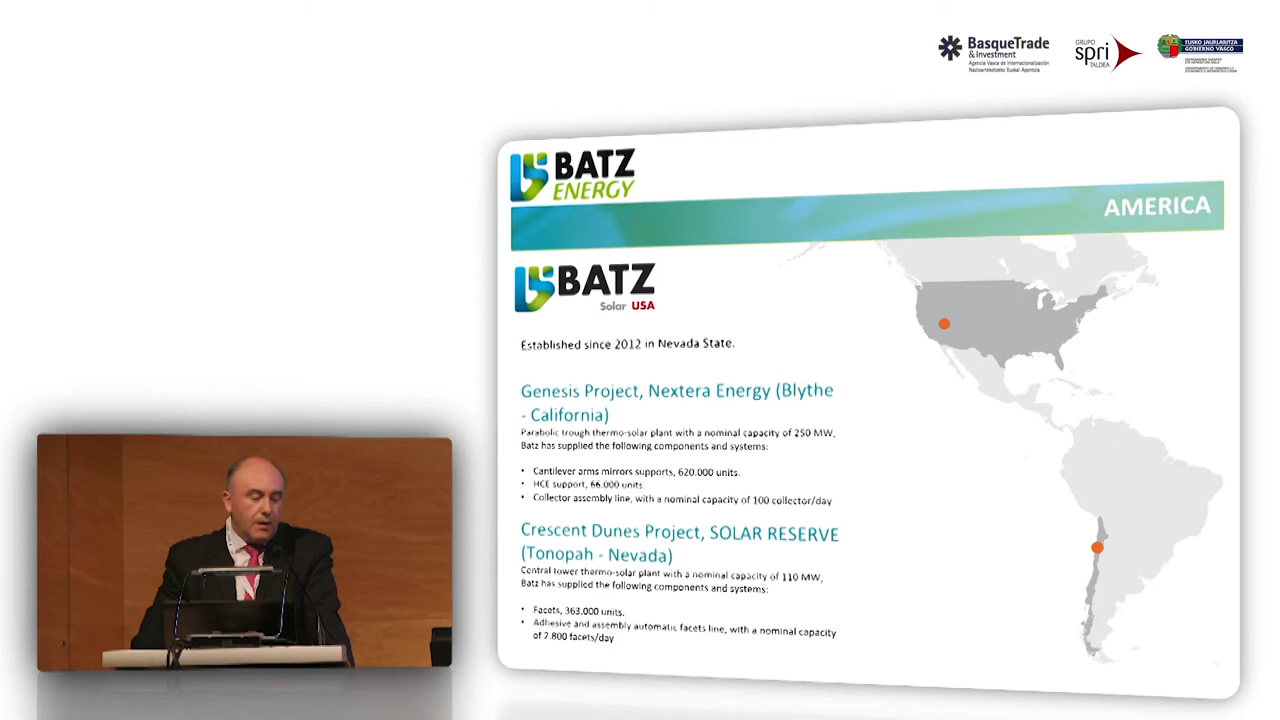 BasqueTrade
& Investment
Agencia Vasca de Internacionalización
Nazioartekotzeko Euskal Agentzia
GRUPO
spri
TALDEA
EUSKO JAURLARITZA
GOBIERNO VASCO
BATZ
ENERGY
AMERICA
BATZ
Solar USA
Established since 2012 in Nevada State.
Genesis Project, Nextera Energy (Blythe
- California)
Parabolic trough thermo-solar plant with a nominal capacity of 250 MW,
Batz has supplied the following components and systems:
• Cantilever arms mirrors supports, 620.000 units.
• HCE support, 66.000 units.
• Collector assembly line, with a nominal capacity of 100 collector/day
Crescent Dunes Project, SOLAR RESERVE
(Tonopah - Nevada)
Central tower thermo-solar plant with a nominal capacity of 110 MW,
Batz has supplied the following components and systems:
• Facets, 363.000 units.
• Adhesive and assembly automatic facets line, with a nominal capacity
of 2.800 facets/day